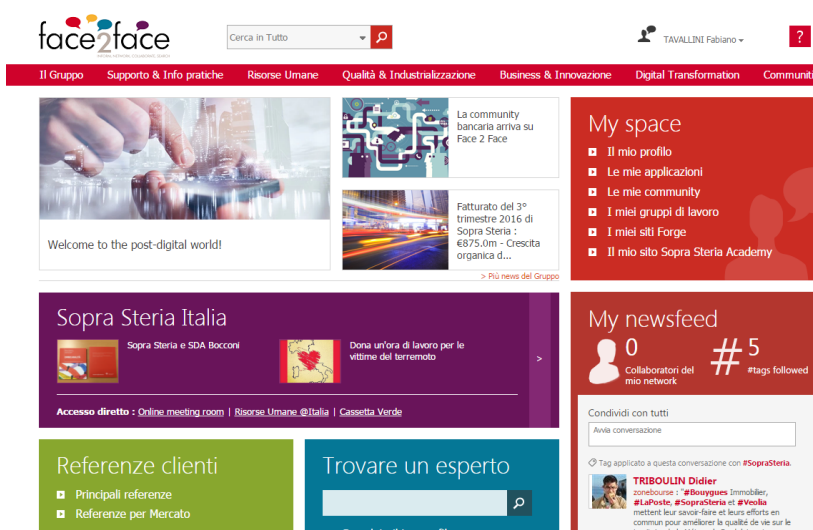 face2face
Cerca in Tutto
TAVALLINI Fabiano
?
Il Gruppo Supporto & Info pratiche Risorse Umane Qualità & Industrializzazione Business & Innovazione Digital Transformation Communiti
Welcome to the post-digital world!
La community
bancaria arriva su
Face 2 Face
Fatturato del 3°
trimestre 2016 di
Sopra Steria :
€875.0m - Crescita
organica d...
> Più news del Gruppo
My space
Il mio profilo
Le mie applicazioni
Le mie community
I miei gruppi di lavoro
I miei siti Forge
Il mio sito Sopra Steria Academy
Sopra Steria Italia
Sopra Steria e SDA Bocconi
Dona un'ora di lavoro per le
vittime del terremoto
>
Accesso diretto : Online meeting room | Risorse Umane @Italia | Cassetta Verde
My newsfeed
0
Collaboratori del
mio network
# 5
#tags followed
Condividi con tutti
Avvia conversazione
Tag applicato a questa conversazione con #SopraSteria.
TRIBOULIN Didier
zonebourse : "#Bouygues Immobilier,
#LaPoste, #SopraSteria et #Veolia
mettent leur savoir-faire et leurs efforts en
commun pour améliorer la qualité de vie sur le
Referenze clienti
Principali referenze
Referenze per Mercato
Trovare un esperto